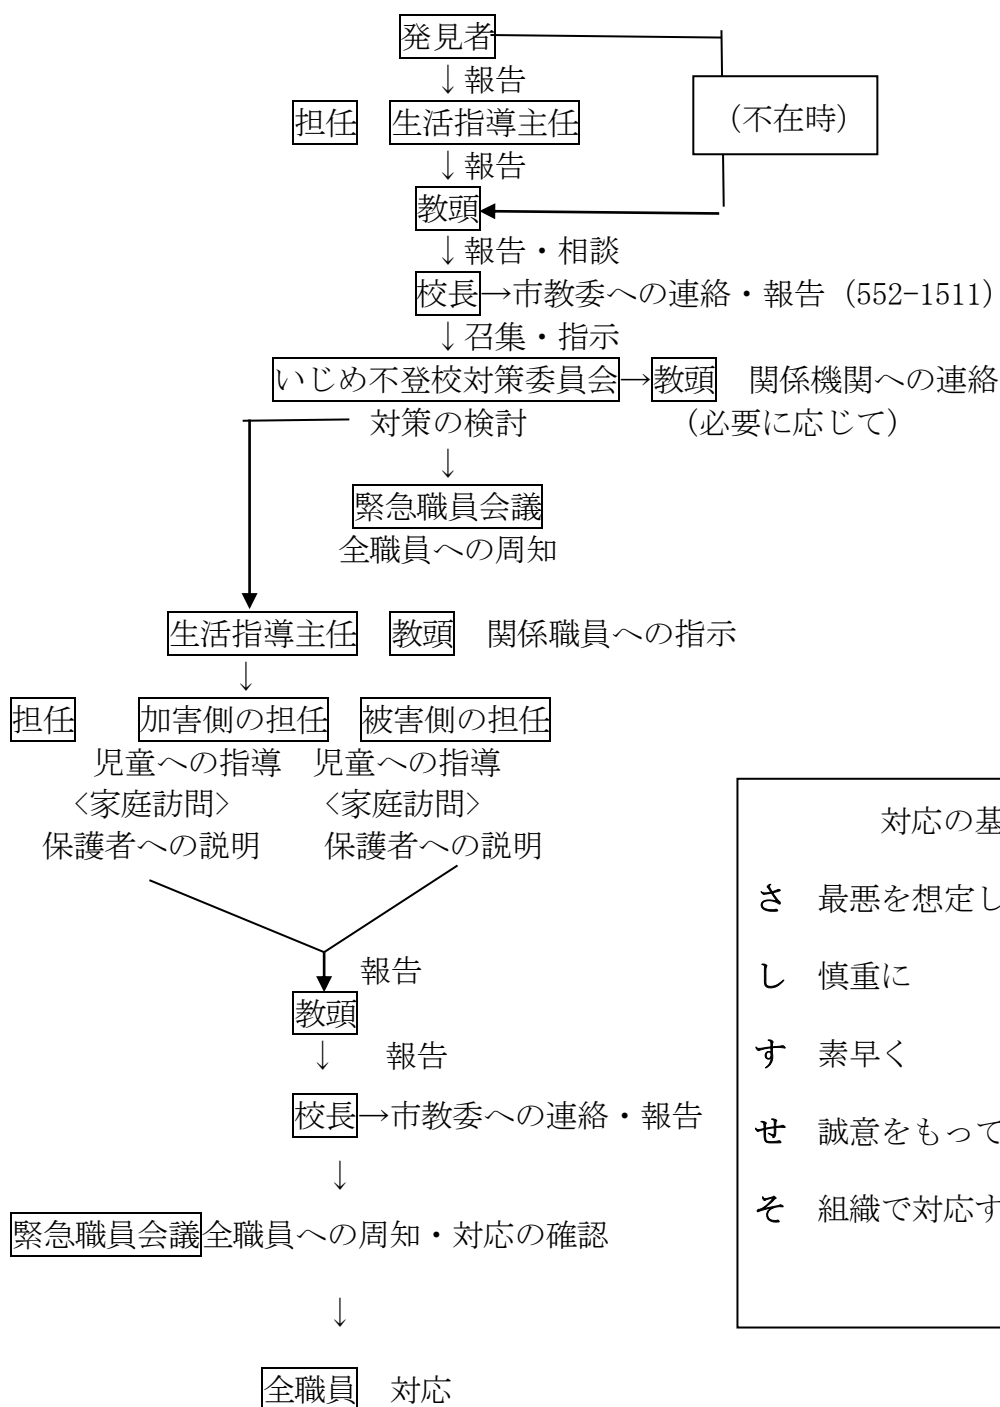 発見者
↓報告
(不在時)
担任 生活指導主任
↓報告
教頭
↓報告・相談
校長→市教委への連絡・報告 (552-1511)
↓召集・指示
いじめ不登校対策委員会→教頭 関係機関への連絡
対策の検討 (必要に応じて)
↓
緊急職員会議
全職員への周知
生活指導主任 教頭 関係職員への指示
↓
担任 加害側の担任 被害側の担任
児童への指導 児童への指導
<家庭訪問> <家庭訪問>
保護者への説明 保護者への説明
報告
教頭
↓ 報告
校長→市教委への連絡・報告
↓
緊急職員会議全職員への周知・対応の確認
↓
全職員 対応
対応の基
さ 最悪を想定し
し 慎重に
す 素早く
せ 誠意をもって
そ 組織で対応す